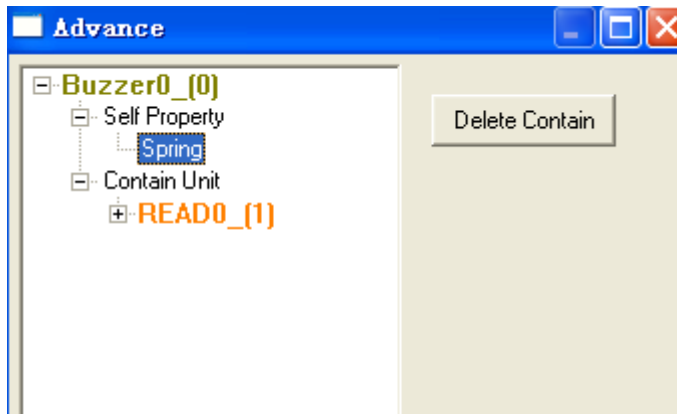 Advance
Buzzer0_(0)
Self Property
Delete Contain
Spring
Contain Unit
READ0_(1)